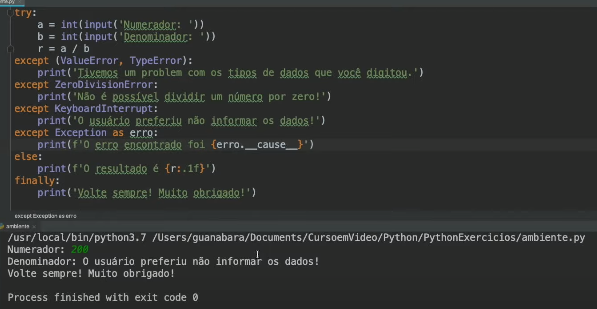 try:
a = int(input('Numerador: '))
b = int(input('Denominador: '))
r = a / b
except (ValueError, TypeError):
print('Tivemos um problem com os tipos de dados que você digitou.')
except ZeroDivisionError:
print('Não é possível dividir um número por zero!')
except KeyboardInterrupt:
print('O usuário preferiu não informar os dados!')
except Exception as erro:
print(f'O erro encontrado foi {erro.__cause__}')
else:
print(f'O resultado é {r:.1f}')
finally:
print('Volte sempre! Muito obrigado!')
except Exception as erro
ambiente
/usr/local/bin/python3.7 /Users/guanabara/Documents/CursoemVideo/Python/PythonExercicios/ambiente.py
Numerador: 200
Denominador: O usuário preferiu não informar os dados!
Volte sempre! Muito obrigado!
Process finished with exit code 0